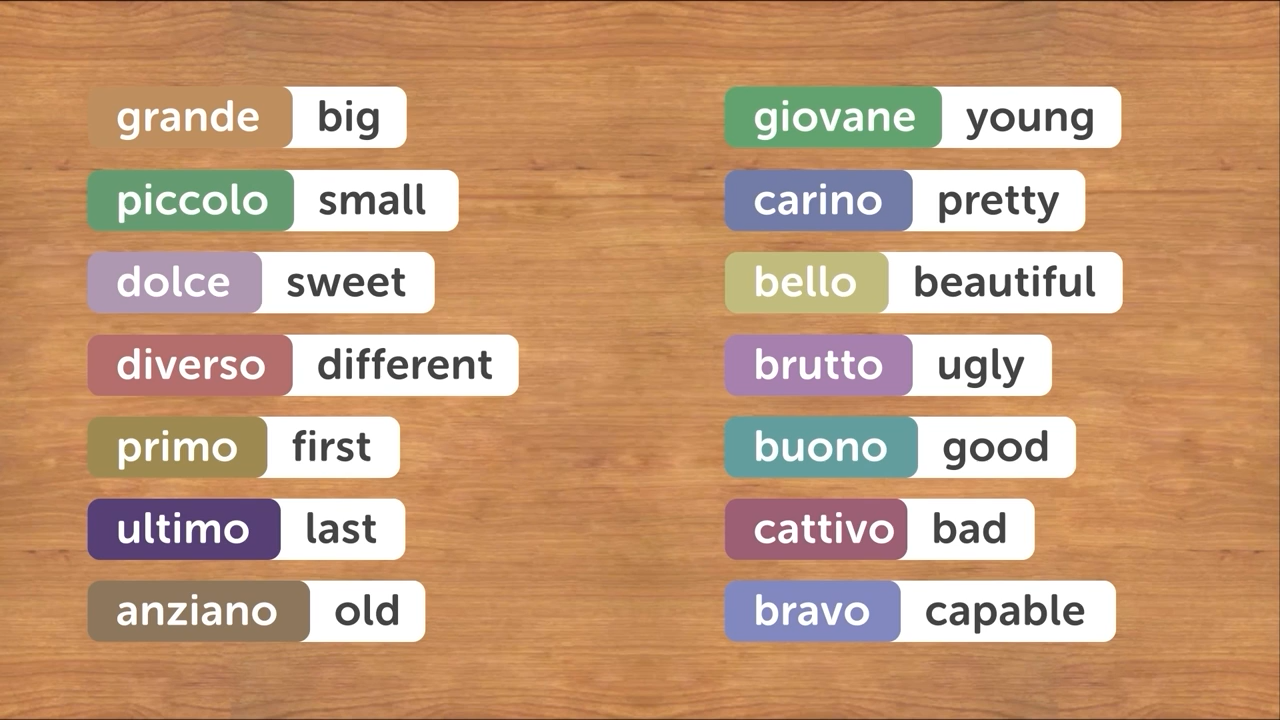 grande big
piccolo small
dolce sweet
diverso different
primo first
ultimo last
anziano old
giovane young
carino pretty
bello beautiful
brutto ugly
buono good
cattivo bad
bravo capable